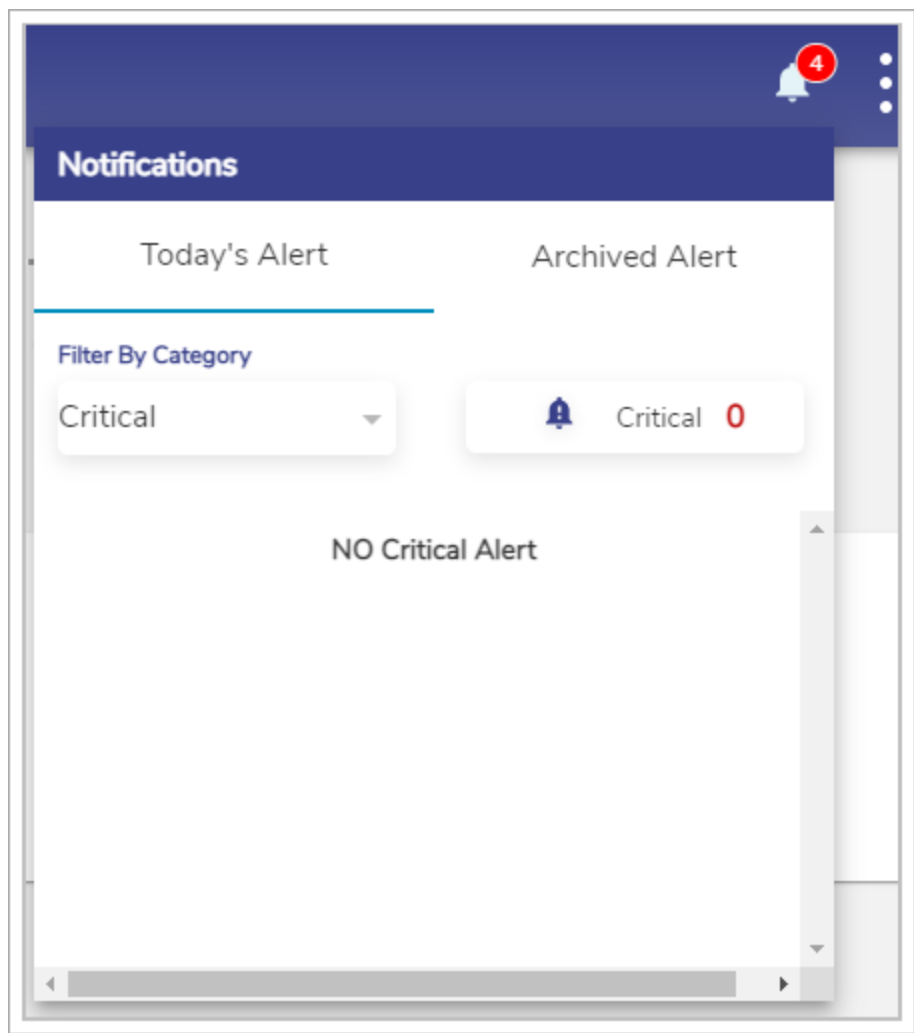 4
Notifications
Today's Alert
Archived Alert
Filter By Category
Critical
Critical 0
NO Critical Alert